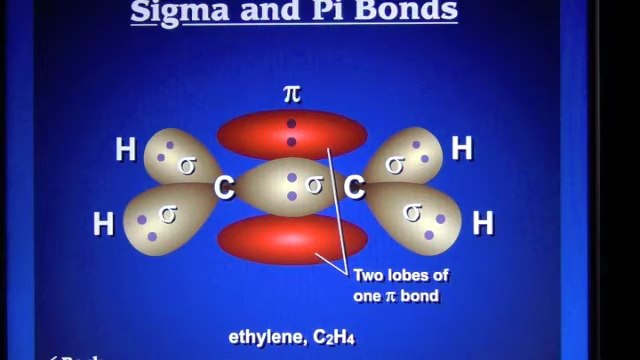 Sigma and Pi Bonds
π
H
H
σ
σ
C
σ
C
σ
σ
H
H
Two lobes of
one π bond
ethylene, C₂H₄